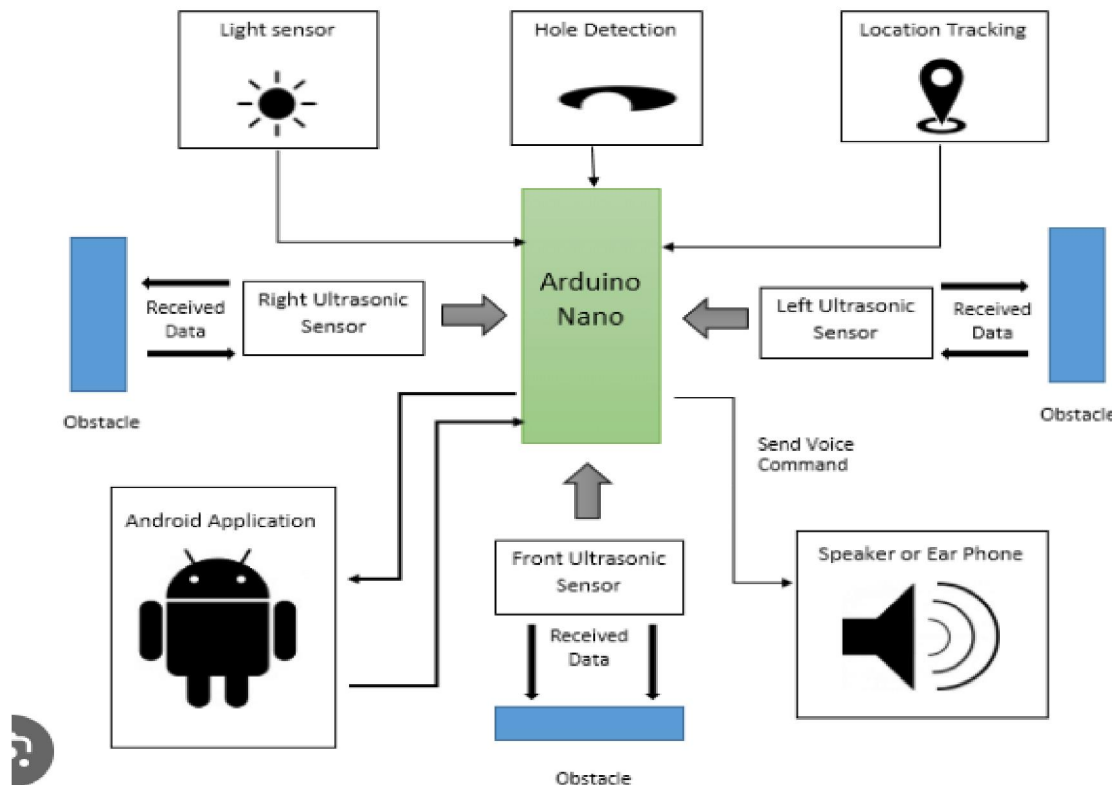 Light sensor
Hole Detection
Location Tracking
Arduino
Nano
Right Ultrasonic
Sensor
Received
Data
Obstacle
Left Ultrasonic
Sensor
Received
Data
Obstacle
Send Voice
Command
Android Application
Front Ultrasonic
Sensor
Received
Data
Obstacle
Speaker or Ear Phone